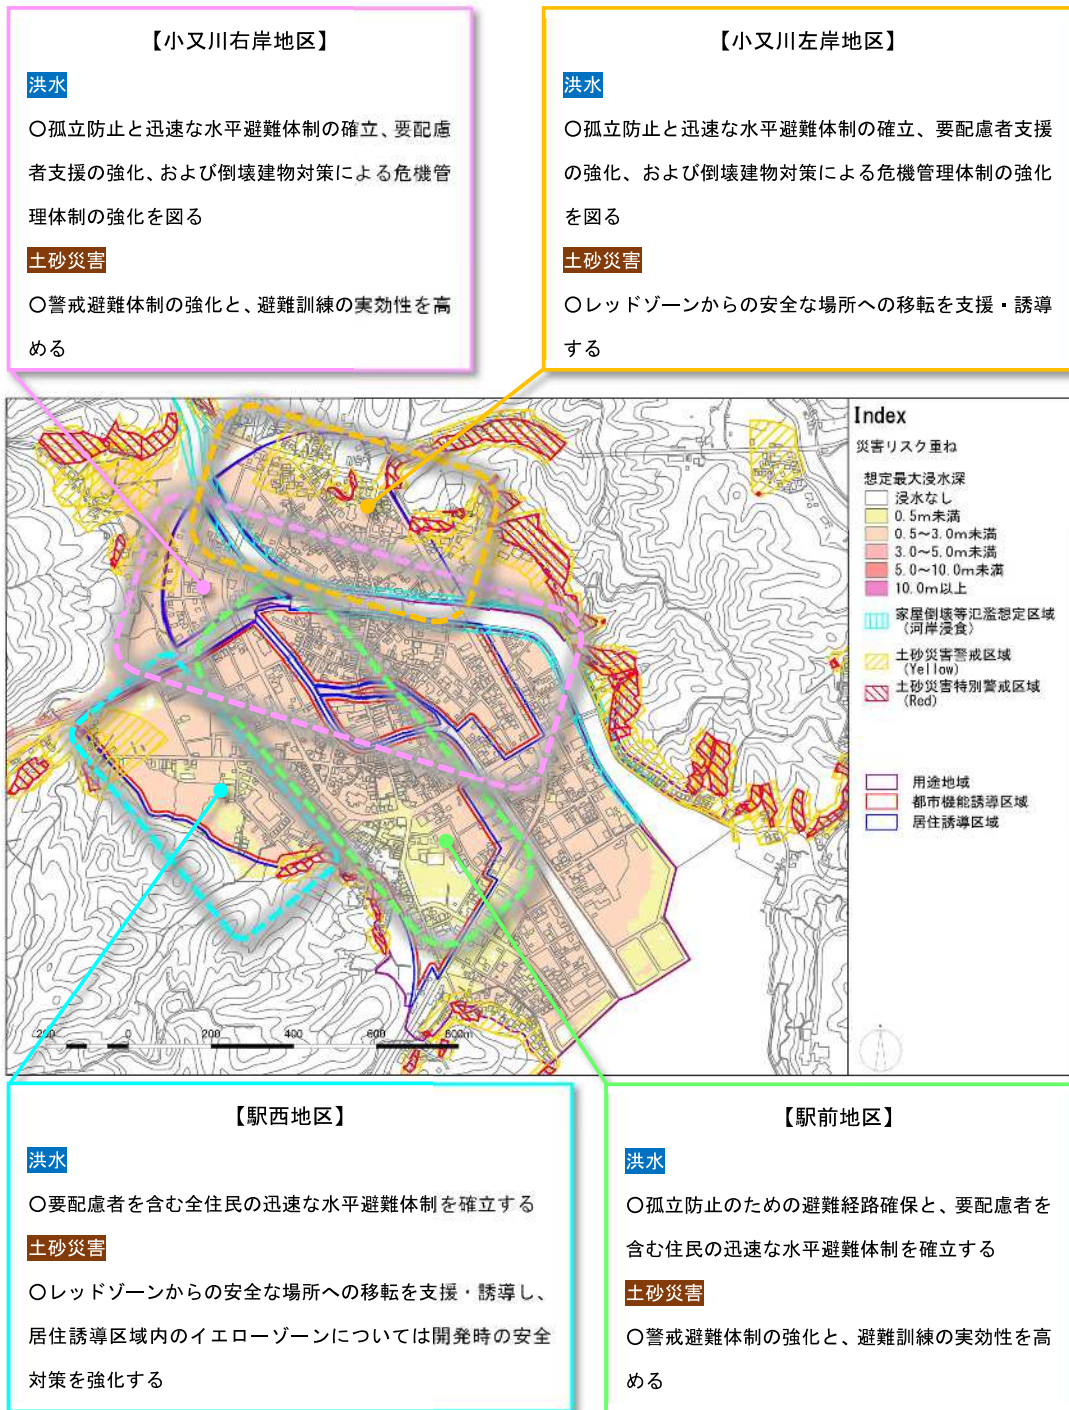 【小又川右岸地区】
洪水
○孤立防止と迅速な水平避難体制の確立、要配慮
者支援の強化、および倒壊建物対策による危機管
理体制の強化を図る
土砂災害
○警戒避難体制の強化と、避難訓練の実効性を高
める
【小又川左岸地区】
洪水
○孤立防止と迅速な水平避難体制の確立、要配慮者支援
の強化、および倒壊建物対策による危機管理体制の強化
を図る
土砂災害
○レッドゾーンからの安全な場所への移転を支援・誘導
する
Index
災害リスク重ね
想定最大浸水深
浸水なし
0.5m未満
0.5～3.0m未満
3.0～5.0m未満
5.0～10.0m未満
10.0m以上
家屋倒壊等氾濫想定区域
（河岸浸食）
土砂災害警戒区域
(Yellow)
土砂災害特別警戒区域
(Red)
用途地域
都市機能誘導区域
居住誘導区域
-200 0 200 400 600 800m
【駅西地区】
洪水
○要配慮者を含む全住民の迅速な水平避難体制を確立する
土砂災害
○レッドゾーンからの安全な場所への移転を支援・誘導し、
居住誘導区域内のイエローゾーンについては開発時の安全
対策を強化する
【駅前地区】
洪水
○孤立防止のための避難経路確保と、要配慮者を
含む住民の迅速な水平避難体制を確立する
土砂災害
○警戒避難体制の強化と、避難訓練の実効性を高
める